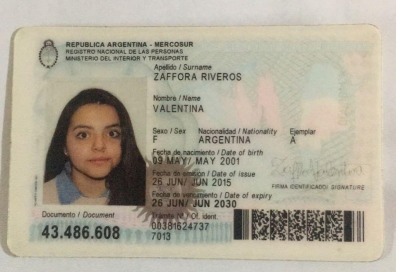 REPUBLICA ARGENTINA - MERCOSUR
REGISTRO NACIONAL DE LAS PERSONAS
MINISTERIO DEL INTERIOR Y TRANSPORTE
Apellido / Surname
ZAFFORA RIVEROS
Nombre / Name
VALENTINA
Sexo / Sex Nacionalidad / Nationality Ejemplar
F ARGENTINA A
Fecha de nacimiento / Date of birth
09 MAY/ MAY 2001
Fecha de emisión / Date of issue
26 JUN/ JUN 2015
Fecha de vencimiento / Date of expiry
26 JUN/ JUN 2030
FIRMA IDENTIFICADO/ SIGNATURE
Documento / Document
43.486.608
Trámite Nº / Of. ident
00381624737
7013